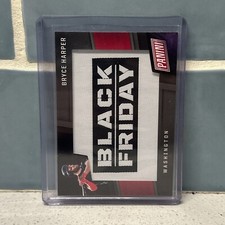 BRYCE HARPER
BLACK
FRIDAY
PANINI
WASHINGTON